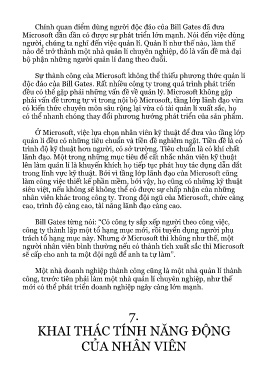 Chính quan điểm dùng người độc đáo của Bill Gates đã đưa
Microsoft dần dần có được sự phát triển lớn mạnh. Nói đến việc dùng
người, chúng ta nghĩ đến việc quản lí. Quản lí như thế nào, làm thế
nào để trở thành một nhà quản lí chuyên nghiệp, đó là vấn đề mà đại
bộ phận những người quản lí đang theo đuổi.
Sự thành công của Microsoft không thể thiếu phương thức quản lí
độc đáo của Bill Gates. Rất nhiều công ty trong quá trình phát triển
đều có thể gặp phải những vấn đề về quản lý. Microsoft không gặp
phải vấn đề tương tự vì trong nội bộ Microsoft, tầng lớp lãnh đạo vừa
có kiến thức chuyên môn sâu rộng lại vừa có tài quản lí xuất sắc, họ
có thể nhanh chóng thay đổi phương hướng phát triển của sản phẩm.
Ở Microsoft, việc lựa chọn nhân viên kỹ thuật để đưa vào tầng lớp
quản lí đều có những tiêu chuẩn và tiền đề nghiêm ngặt. Tiền đề là có
trình độ kỹ thuật hơn người, có sở trường. Tiêu chuẩn là có khí chất
lãnh đạo. Một trong những mục tiêu để cất nhắc nhân viên kỹ thuật
lên làm quản lí là khuyến khích họ tiếp tục phát huy tác dụng dẫn dắt
trong lĩnh vực kỹ thuật. Bởi vì tầng lớp lãnh đạo của Microsoft cũng
làm công việc thiết kế phần mềm, bởi vậy, họ cũng có những kỹ thuật
siêu việt, nếu không sẽ không thể có được sự chấp nhận của những
nhân viên khác trong công ty. Trong đội ngũ của Microsoft, chức càng
cao, trình độ càng cao, tài năng lãnh đạo càng cao.
Bill Gates từng nói: “Có công ty sắp xếp người theo công việc,
công ty thành lập một tổ hạng mục mới, rồi tuyển dụng người phụ
trách tổ hạng mục này. Nhưng ở Microsoft thì không như thế, một
người nhân viên bình thường nếu có thành tích xuất sắc thì Microsoft
sẽ cấp cho anh ta một đội ngũ để anh ta tự làm”.
Một nhà doanh nghiệp thành công cũng là một nhà quản lí thành
công, trước tiên phải làm một nhà quản lí chuyên nghiệp, như thế
mới có thể phát triển doanh nghiệp ngày càng lớn mạnh.
7.
KHAI THÁC TÍNH NĂNG ĐỘNG
CỦA NHÂN VIÊN